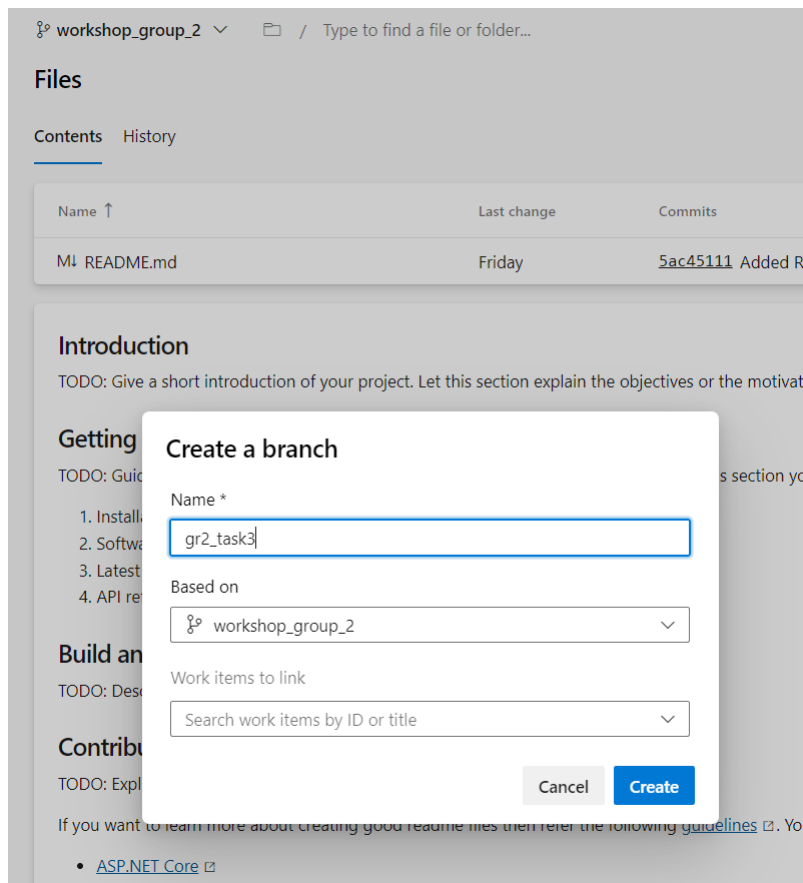 workshop_group_2 / Type to find a file or folder...
Files
Contents History
Name ↑ Last change Commits
M↓ README.md Friday 5ac45111 Added R
Introduction
TODO: Give a short introduction of your project. Let this section explain the objectives or the motivat
Getting
TODO: Guid s section yo
1. Install
2. Softwa
3. Latest
4. API re
Build an
TODO: Desc
Contribu
TODO: Expl
Create a branch
Name *
gr2_task3
Based on
workshop_group_2
Work items to link
Search work items by ID or title
Cancel Create
If you want to learn more about creating good readme files then refer the following guidelines . Yo
• ASP.NET Core